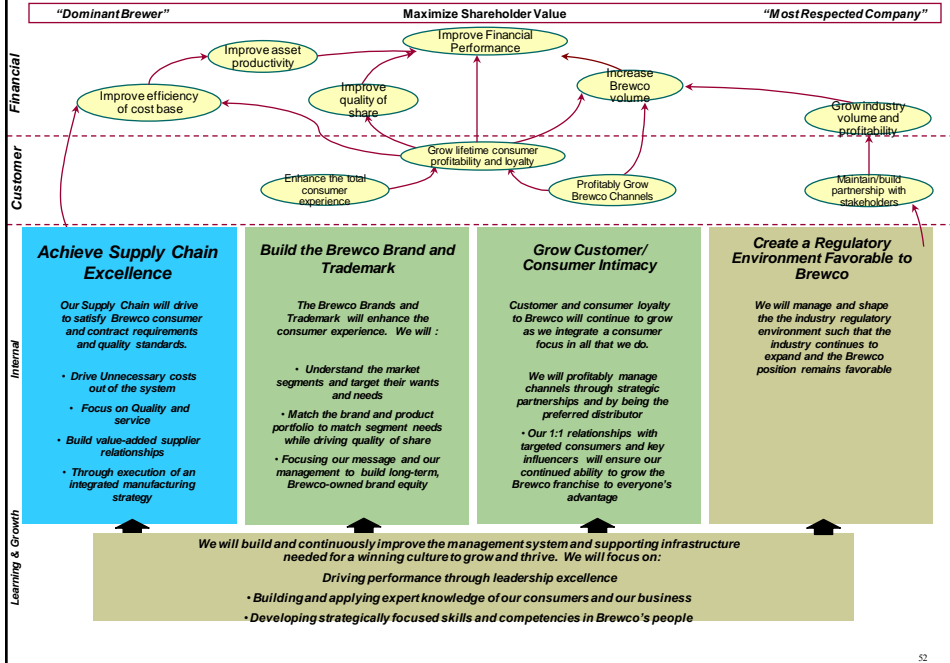 "Dominant Brewer"
Maximize Shareholder Value
"Most Respected Company"
Financial
Improve Financial
Performance
Improve asset
productivity
Improve efficiency
of cost base
Improve
quality of
share
Increase
Brewco
volume
Grow industry
volume and
profitability
Customer
Grow lifetime consumer
profitability and loyalty
Enhance the total
consumer
experience
Profitably Grow
Brewco Channels
Maintain/build
partnership with
stakeholders
Internal
Achieve Supply Chain
Excellence
Our Supply Chain will drive
to satisfy Brewco consumer
and contract requirements
and quality standards.
• Drive Unnecessary costs
out of the system
• Focus on Quality and
service
• Build value-added supplier
relationships
• Through execution of an
integrated manufacturing
strategy
Build the Brewco Brand and
Trademark
The Brewco Brands and
Trademark will enhance the
consumer experience. We will :
• Understand the market
segments and target their wants
and needs
• Match the brand and product
portfolio to match segment needs
while driving quality of share
• Focusing our message and our
management to build long-term,
Brewco-owned brand equity
Grow Customer/
Consumer Intimacy
Customer and consumer loyalty
to Brewco will continue to grow
as we integrate a consumer
focus in all that we do.
We will profitably manage
channels through strategic
partnerships and by being the
preferred distributor
• Our 1:1 relationships with
targeted consumers and key
influencers will ensure our
continued ability to grow the
Brewco franchise to everyone's
advantage
Create a Regulatory
Environment Favorable to
Brewco
We will manage and shape
the the industry regulatory
environment such that the
industry continues to
expand and the Brewco
position remains favorable
Learning & Growth
We will build and continuously improve the management system and supporting infrastructure
needed for a winning culture to grow and thrive. We will focus on:
Driving performance through leadership excellence
• Building and applying expert knowledge of our consumers and our business
• Developing strategically focused skills and competencies in Brewco's people
52